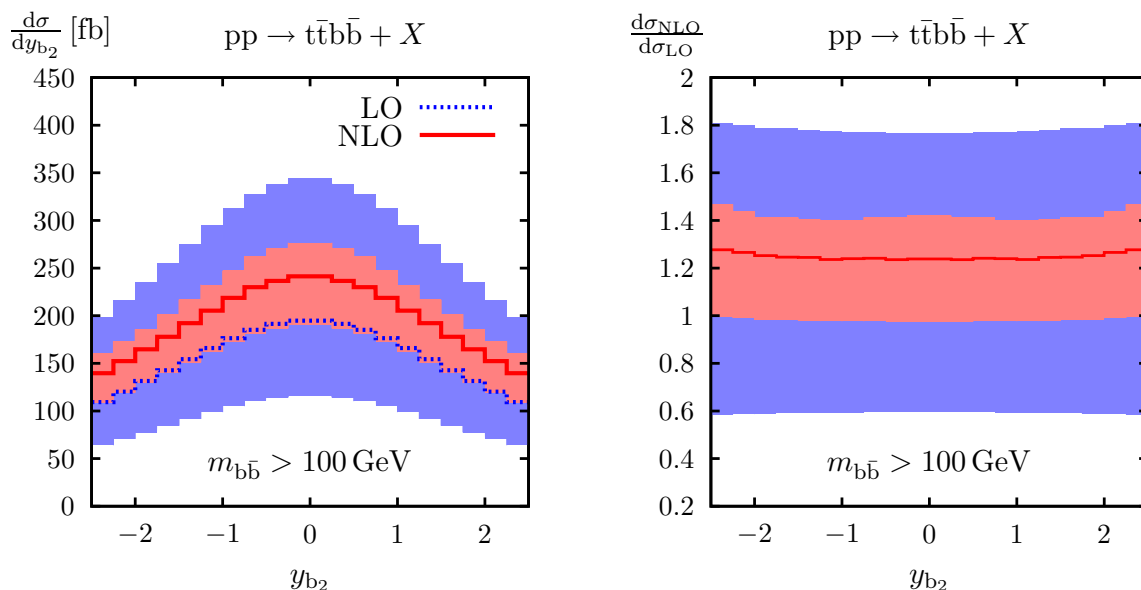 dσ/dy_b₂ [fb]
pp → tt̄bb̄ + X
450
400
350
300
250
200
150
100
50
0
LO
NLO
m_bb̄ > 100 GeV
−2 −1 0 1 2
y_b₂
dσ_NLO/dσ_LO
pp → tt̄bb̄ + X
2
1.8
1.6
1.4
1.2
1
0.8
0.6
0.4
0.2
m_bb̄ > 100 GeV
−2 −1 0 1 2
y_b₂